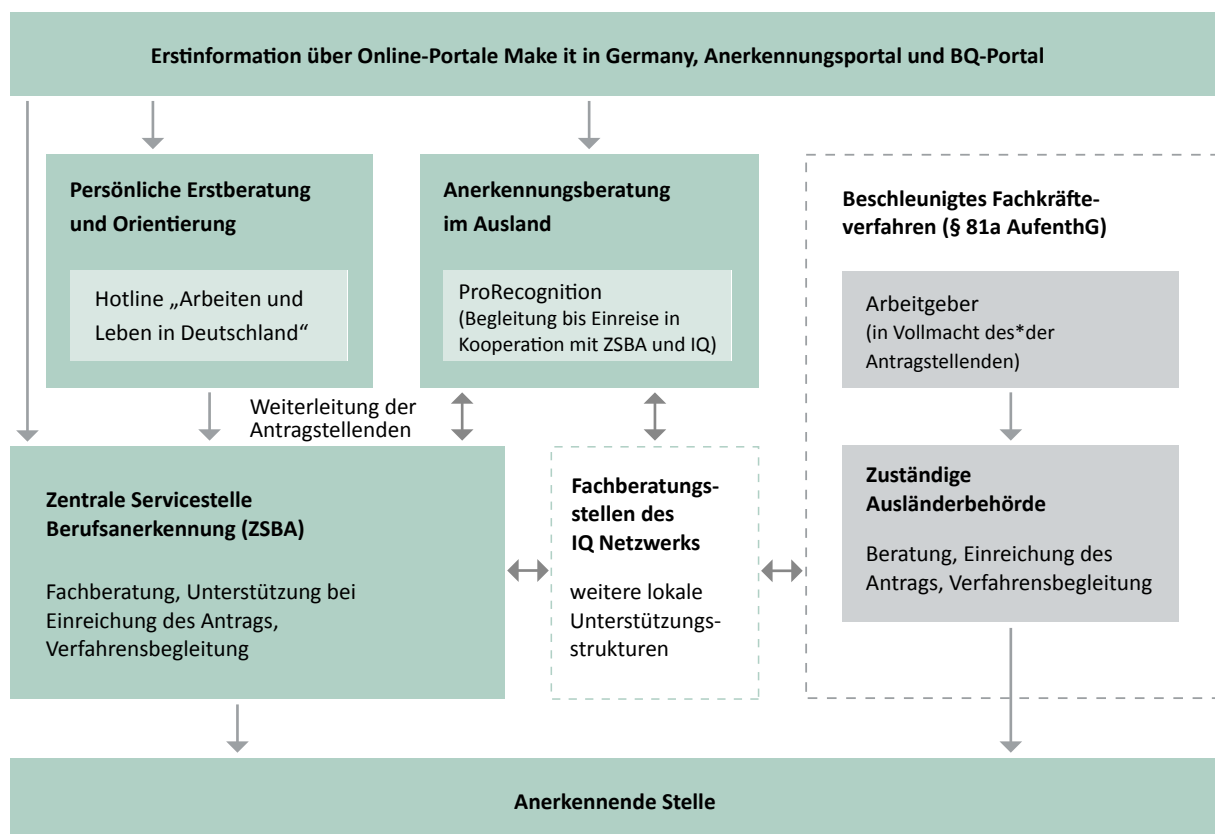 Erstinformation über Online-Portale Make it in Germany, Anerkennungsportal und BQ-Portal
Persönliche Erstberatung
und Orientierung
Hotline „Arbeiten und
Leben in Deutschland“
Anerkennungsberatung
im Ausland
ProRecognition
(Begleitung bis Einreise in
Kooperation mit ZSBA und IQ)
Beschleunigtes Fachkräfte-
verfahren (§ 81a AufenthG)
Arbeitgeber
(in Vollmacht des*der
Antragstellenden)
Weiterleitung der
Antragstellenden
Zentrale Servicestelle
Berufsanerkennung (ZSBA)
Fachberatung, Unterstützung bei
Einreichung des Antrags,
Verfahrensbegleitung
Fachberatungs-
stellen des
IQ Netzwerks
weitere lokale
Unterstützungs-
strukturen
Zuständige
Ausländerbehörde
Beratung, Einreichung des
Antrags, Verfahrensbegleitung
Anerkennende Stelle